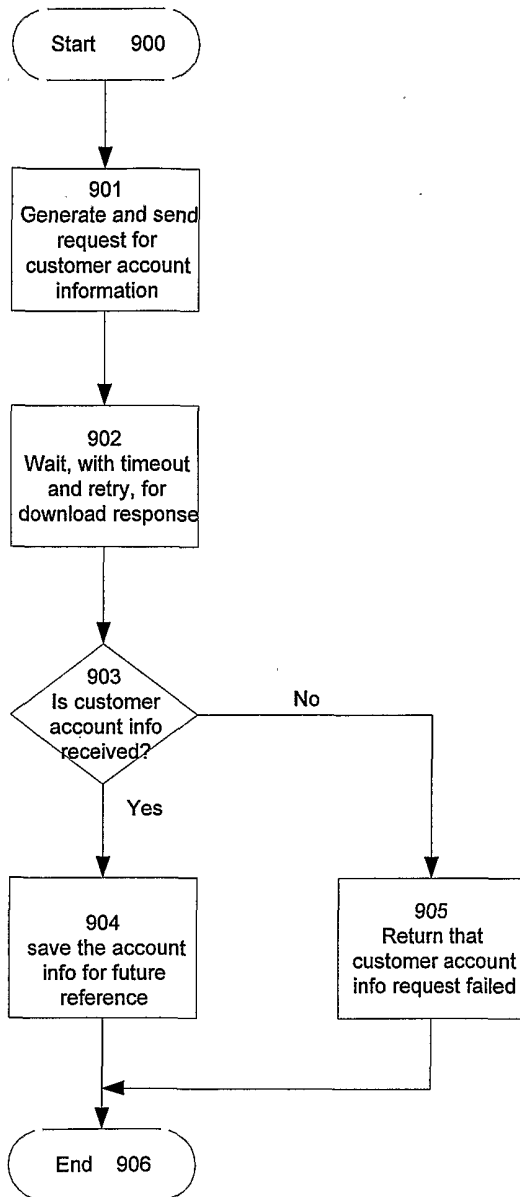 Start 900
901
Generate and send
request for
customer account
information
902
Wait, with timeout
and retry, for
download response
903
Is customer
account info
received?
No
Yes
904
save the account
info for future
reference
905
Return that
customer account
info request failed
End 906